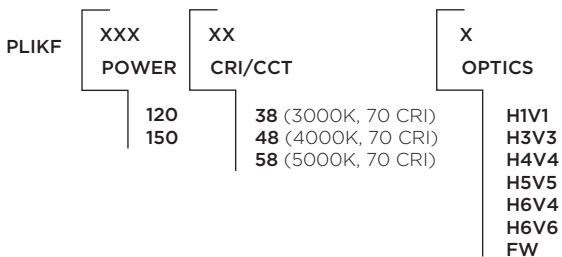 PLIKF
XXX XX X
POWER CRI/CCT OPTICS
120 38 (3000K, 70 CRI) H1V1
150 48 (4000K, 70 CRI) H3V3
58 (5000K, 70 CRI) H4V4
H5V5
H6V4
H6V6
FW